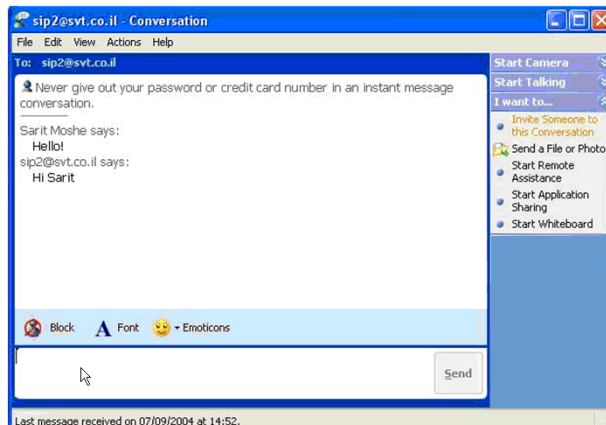 sip2@svt.co.il - Conversation
File Edit View Actions Help
To: sip2@svt.co.il
Never give out your password or credit card number in an instant message
conversation.
Sarit Moshe says:
Hello!
sip2@svt.co.il says:
Hi Sarit
Block Font Emoticons
Send
Last message received on 07/09/2004 at 14:52.
Start Camera
Start Talking
I want to...
Invite Someone to
this Conversation
Send a File or Photo
Start Remote
Assistance
Start Application
Sharing
Start Whiteboard